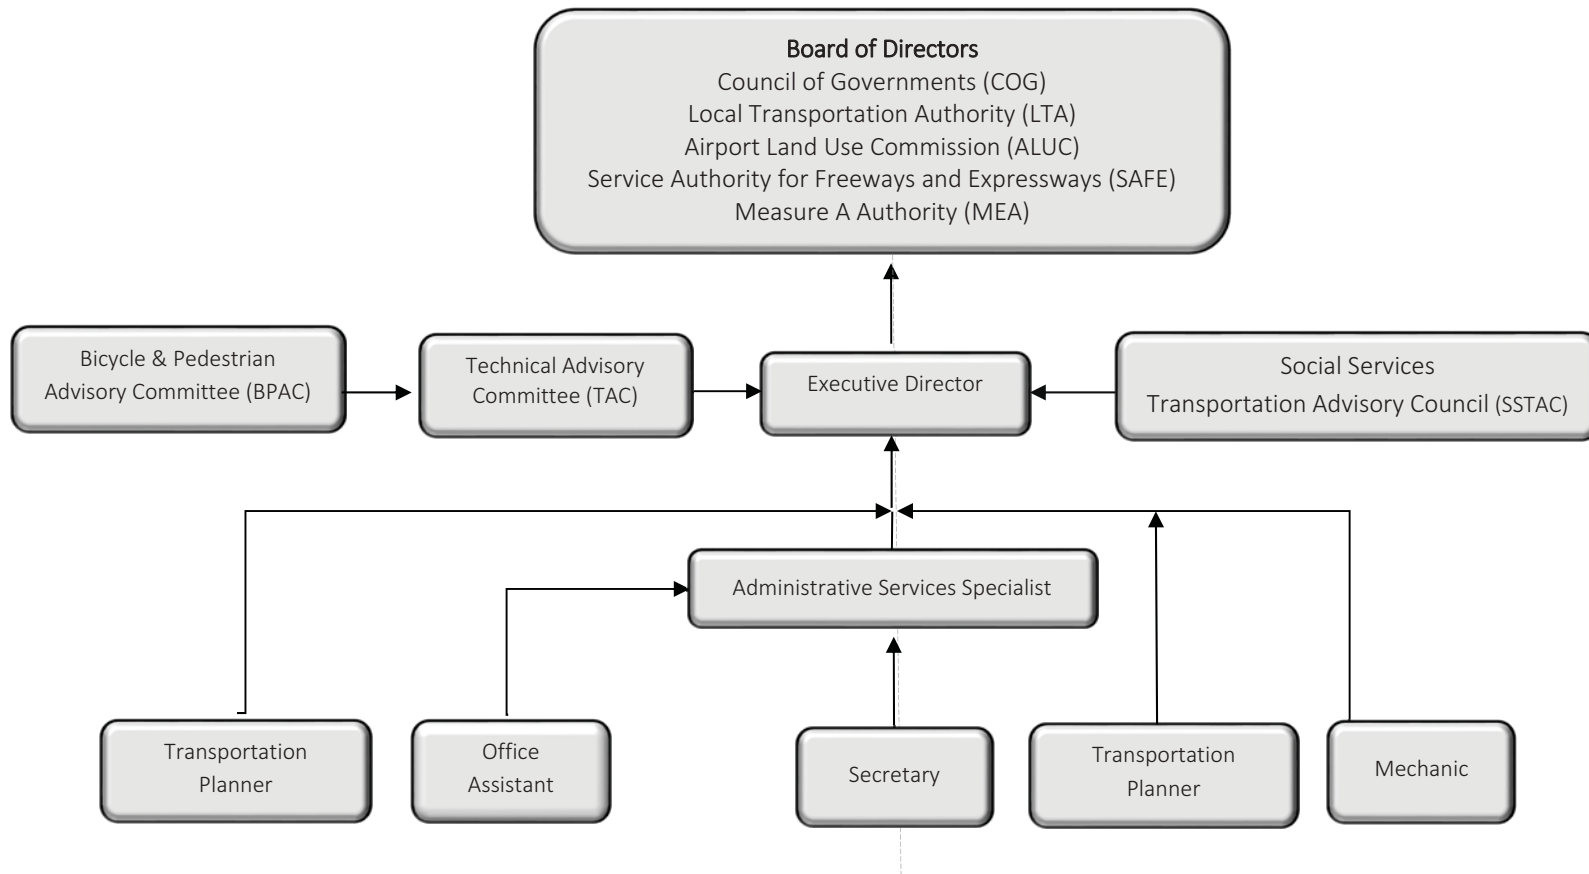 Board of Directors
Council of Governments (COG)
Local Transportation Authority (LTA)
Airport Land Use Commission (ALUC)
Service Authority for Freeways and Expressways (SAFE)
Measure A Authority (MEA)
Bicycle & Pedestrian
Advisory Committee (BPAC)
Technical Advisory
Committee (TAC)
Executive Director
Social Services
Transportation Advisory Council (SSTAC)
Administrative Services Specialist
Transportation
Planner
Office
Assistant
Secretary
Transportation
Planner
Mechanic